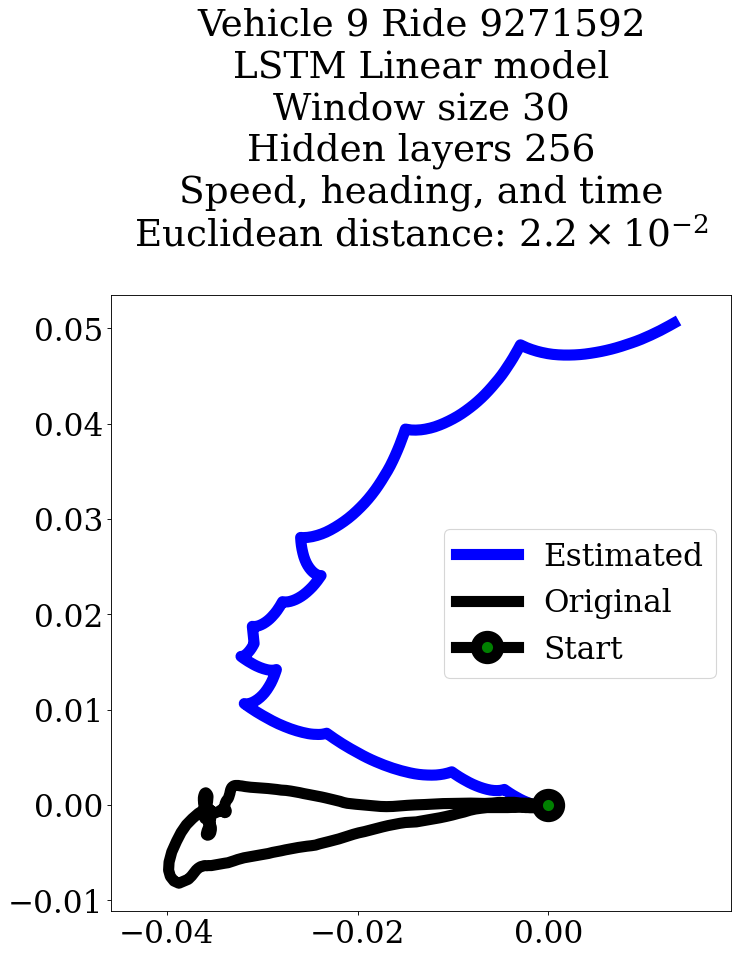 Vehicle 9 Ride 9271592
LSTM Linear model
Window size 30
Hidden layers 256
Speed, heading, and time
Euclidean distance: 2.2 × 10⁻²
0.05
0.04
0.03
0.02
0.01
0.00
−0.01
Estimated
Original
Start
−0.04
−0.02
0.00